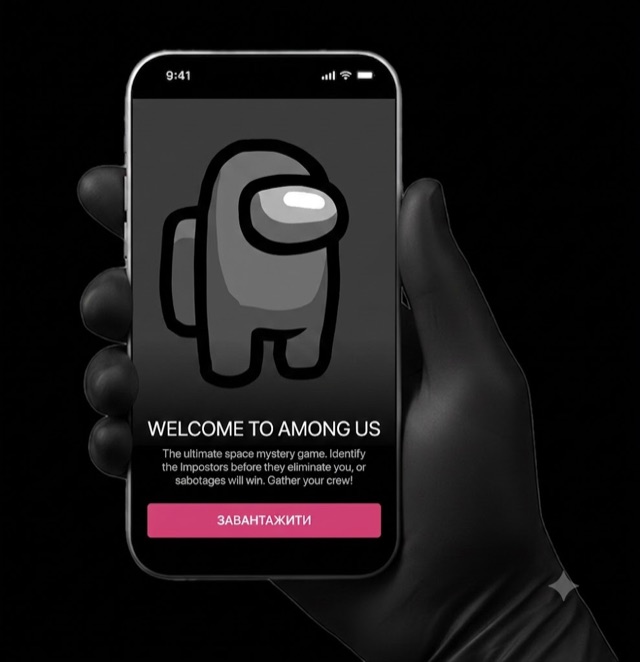 9:41
WELCOME TO AMONG US
The ultimate space mystery game. Identify
the Impostors before they eliminate you, or
sabotages will win. Gather your crew!
ЗАВАНТАЖИТИ